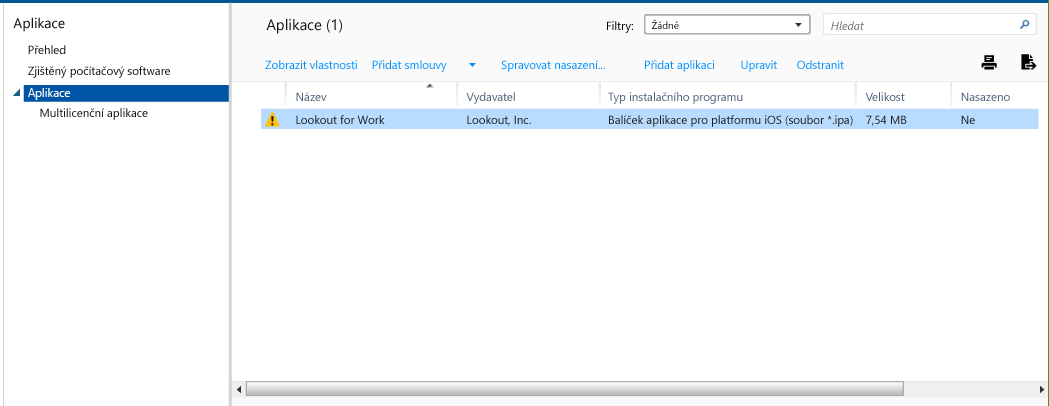 Aplikace
Přehled
Zjištěný počítačový software
Aplikace
Multilicenční aplikace
Aplikace (1)
Filtry: Žádné Hledat
Zobrazit vlastnosti Přidat smlouvy Spravovat nasazení... Přidat aplikaci Upravit Odstranit
Název Vydavatel Typ instalačního programu Velikost Nasazeno
Lookout for Work Lookout, Inc. Balíček aplikace pro platformu iOS (soubor *.ipa) 7,54 MB Ne